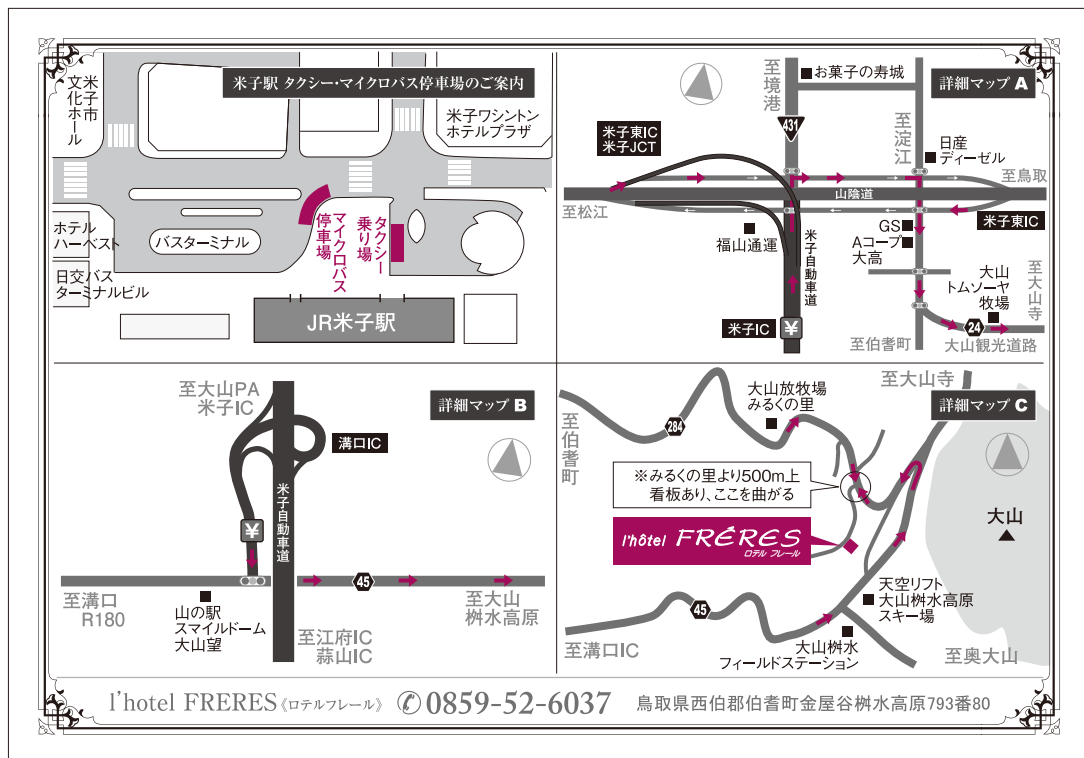 米子駅 タクシー・マイクロバス停車場のご案内
米子市
文化ホール
米子ワシントン
ホテルプラザ
ホテル
ハーベスト
バスターミナル
マイクロバス
停車場
タクシー
乗り場
日交バス
ターミナルビル
JR米子駅
詳細マップ A
至境港
お菓子の寿城
431
米子東IC
米子JCT
至淀江
日産
ディーゼル
至鳥取
山陰道
至松江
米子東IC
福山通運
米子自動車道
GS
Aコープ
大高
大山
トムソーヤ
牧場
至大山寺
米子IC
¥
24
至伯耆町
大山観光道路
詳細マップ B
至大山PA
米子IC
溝口IC
米子自動車道
¥
45
至溝口
R180
山の駅
スマイルドーム
大山望
至江府IC
蒜山IC
至大山
桝水高原
詳細マップ C
至大山寺
大山放牧場
みるくの里
至伯耆町
284
※みるくの里より500m上
看板あり、ここを曲がる
l'hôtel FRÊRES
ロテル フレール
大山
天空リフト
大山桝水高原
スキー場
45
至溝口IC
大山桝水
フィールドステーション
至奥大山
l'hotel FRERES《ロテルフレール》 0859-52-6037 鳥取県西伯郡伯耆町金屋谷桝水高原793番80